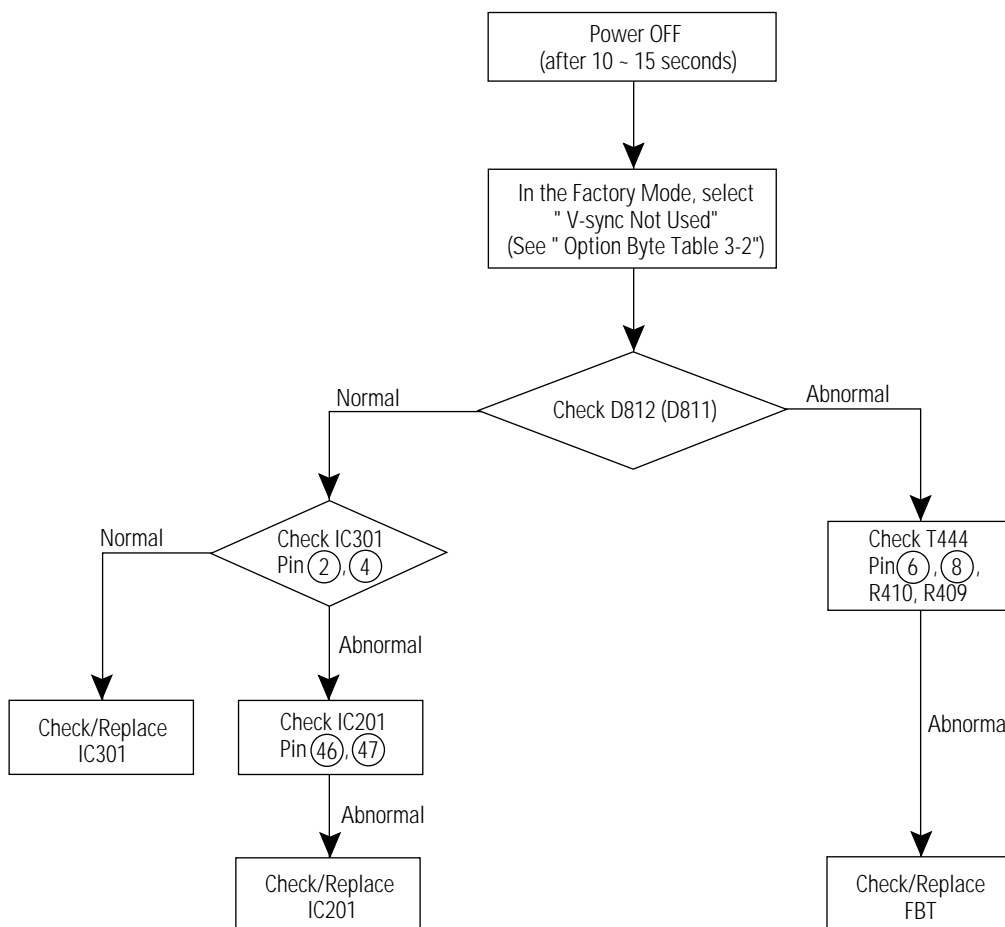 Power OFF
(after 10 ~ 15 seconds)
In the Factory Mode, select
" V-sync Not Used"
(See " Option Byte Table 3-2")
Check D812 (D811)
Normal
Abnormal
Check IC301
Pin 2, 4
Normal
Abnormal
Check T444
Pin 6, 8,
R410, R409
Check/Replace
IC301
Check IC201
Pin 46, 47
Abnorma
Abnormal
Check/Replace
IC201
Check/Replace
FBT